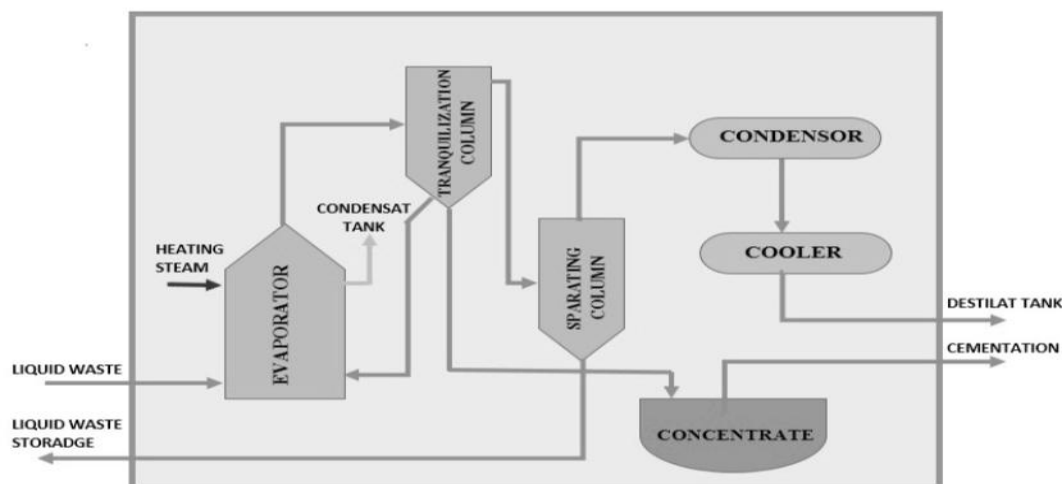 TRANQUILIZATION
COLUMN
CONDENSOR
CONDENSAT
TANK
HEATING
STEAM
EVAPORATOR
SPARATING
COLUMN
COOLER
DESTILAT TANK
CEMENTATION
LIQUID WASTE
LIQUID WASTE
STORADGE
CONCENTRATE